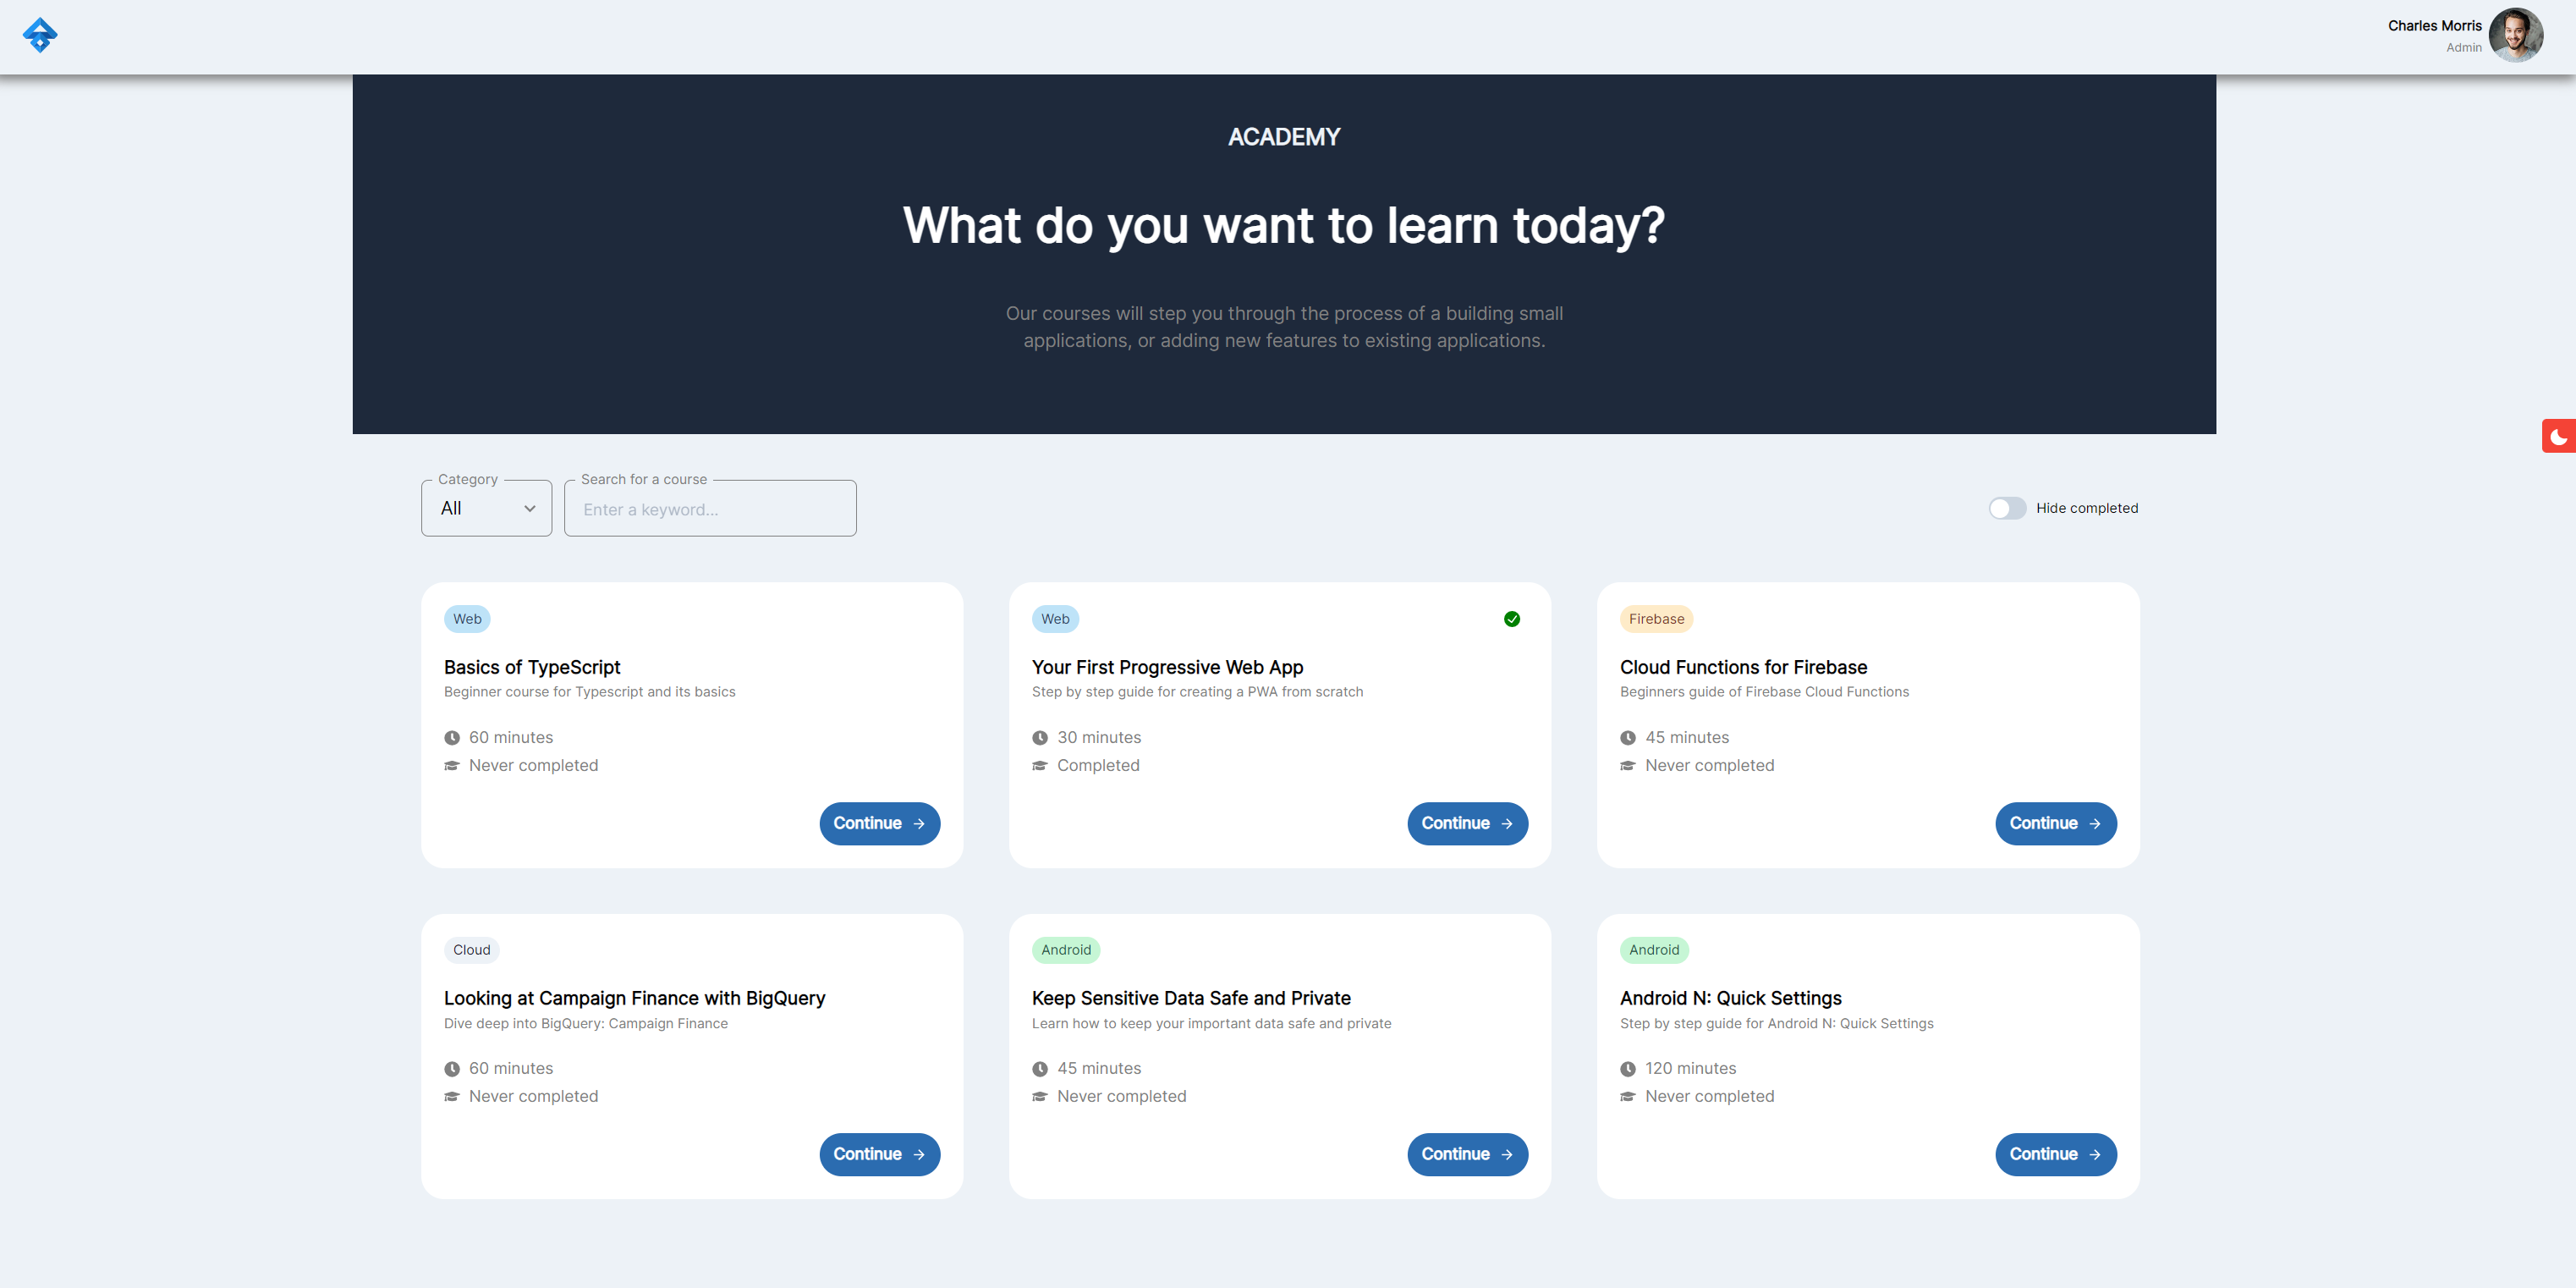 Charles Morris
Admin
ACADEMY
What do you want to learn today?
Our courses will step you through the process of a building small
applications, or adding new features to existing applications.
Category
All
Search for a course
Enter a keyword...
Hide completed
Web
Basics of TypeScript
Beginner course for Typescript and its basics
60 minutes
Never completed
Continue
Web
Your First Progressive Web App
Step by step guide for creating a PWA from scratch
30 minutes
Completed
Continue
Firebase
Cloud Functions for Firebase
Beginners guide of Firebase Cloud Functions
45 minutes
Never completed
Continue
Cloud
Looking at Campaign Finance with BigQuery
Dive deep into BigQuery: Campaign Finance
60 minutes
Never completed
Continue
Android
Keep Sensitive Data Safe and Private
Learn how to keep your important data safe and private
45 minutes
Never completed
Continue
Android
Android N: Quick Settings
Step by step guide for Android N: Quick Settings
120 minutes
Never completed
Continue